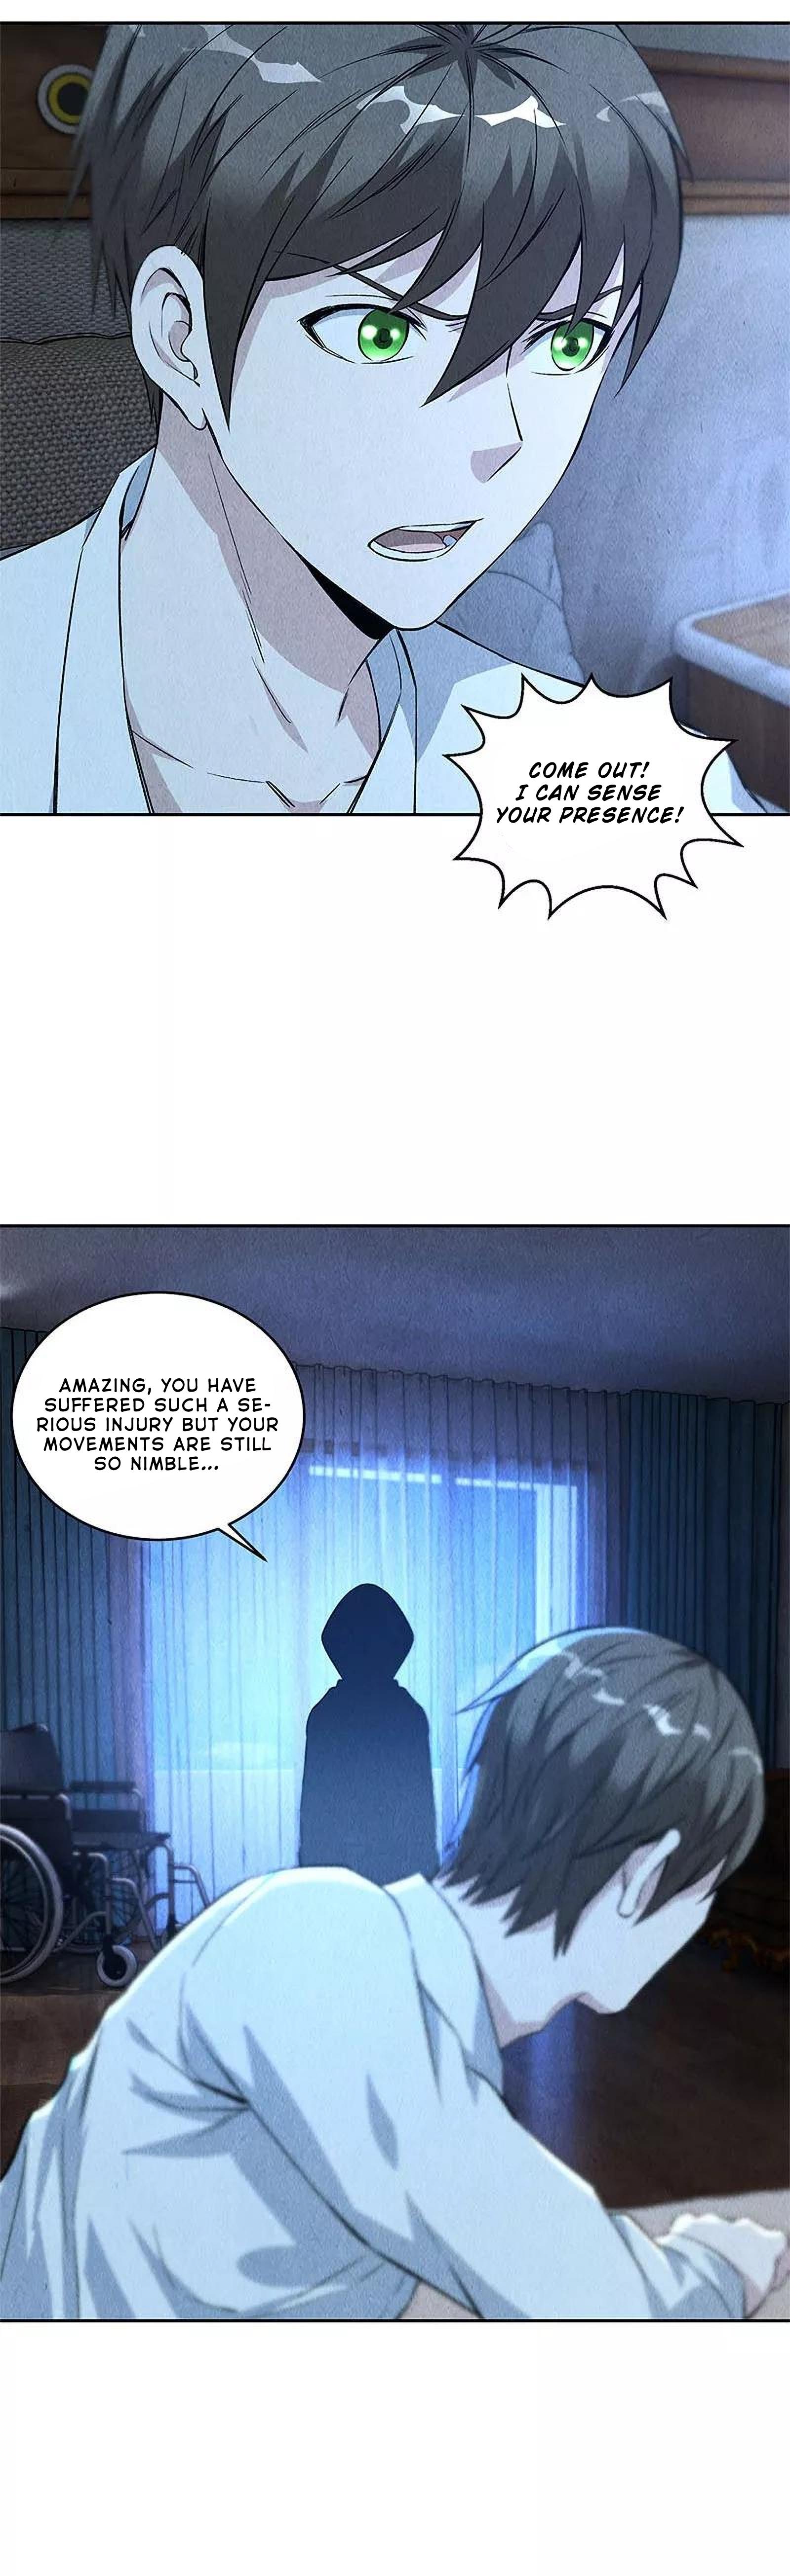 COME OUT!
I CAN SENSE
YOUR PRESENCE!
AMAZING, YOU HAVE
SUFFERED SUCH A SE-
RIOUS INJURY BUT YOUR
MOVEMENTS ARE STILL
SO NIMBLE...